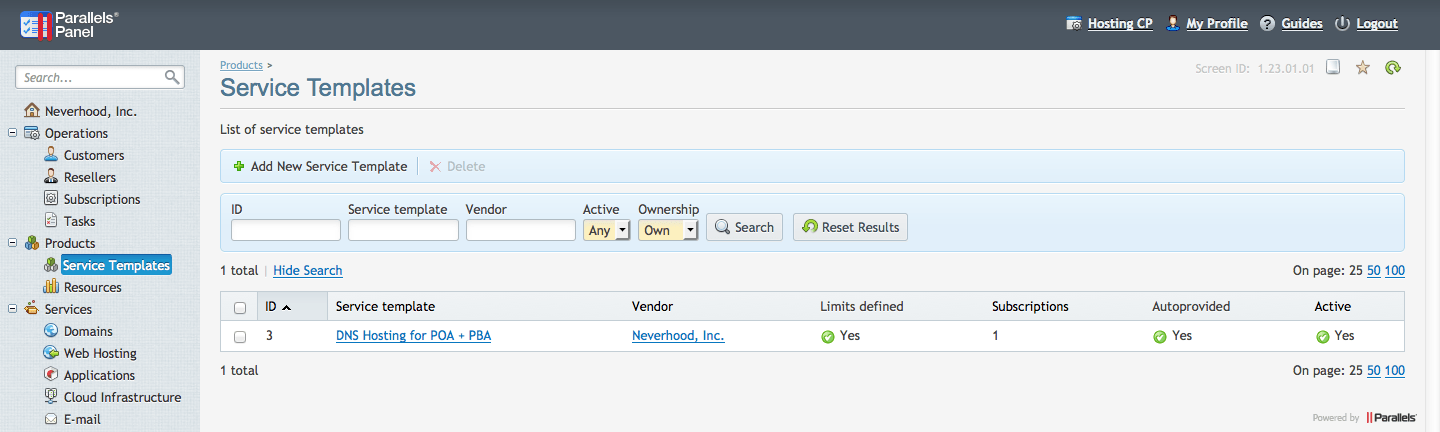 Parallels®
Panel
Hosting CP My Profile Guides Logout
Search...
Neverhood, Inc.
Operations
Customers
Resellers
Subscriptions
Tasks
Products
Service Templates
Resources
Services
Domains
Web Hosting
Applications
Cloud Infrastructure
E-mail
Products >
Screen ID: 1.23.01.01
Service Templates
List of service templates
Add New Service Template Delete
ID Service template Vendor Active Ownership
Any Own Search Reset Results
1 total | Hide Search On page: 25 50 100
ID Service template Vendor Limits defined Subscriptions Autoprovided Active
3 DNS Hosting for POA + PBA Neverhood, Inc. Yes 1 Yes Yes
1 total On page: 25 50 100
Powered by Parallels®